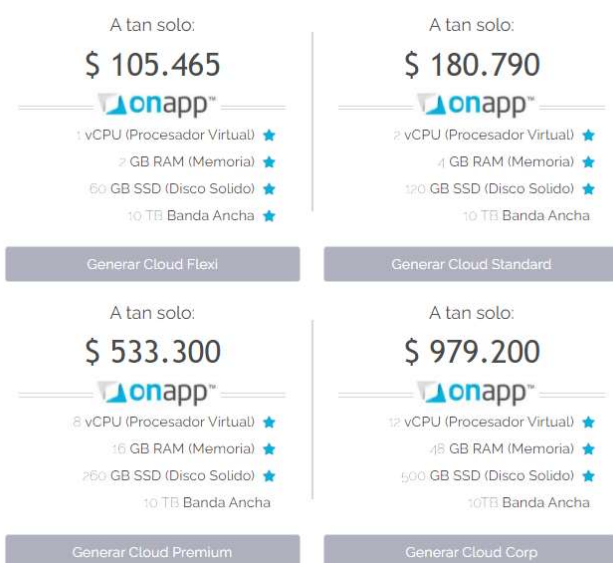 A tan solo:
$ 105.465
onapp™
1 vCPU (Procesador Virtual)
2 GB RAM (Memoria)
60 GB SSD (Disco Solido)
10 TB Banda Ancha
Generar Cloud Flexi
A tan solo:
$ 180.790
onapp™
2 vCPU (Procesador Virtual)
4 GB RAM (Memoria)
120 GB SSD (Disco Solido)
10 TB Banda Ancha
Generar Cloud Standard
A tan solo:
$ 533.300
onapp™
8 vCPU (Procesador Virtual)
16 GB RAM (Memoria)
260 GB SSD (Disco Solido)
10 TB Banda Ancha
Generar Cloud Premium
A tan solo:
$ 979.200
onapp™
12 vCPU (Procesador Virtual)
48 GB RAM (Memoria)
500 GB SSD (Disco Solido)
10TB Banda Ancha
Generar Cloud Corp